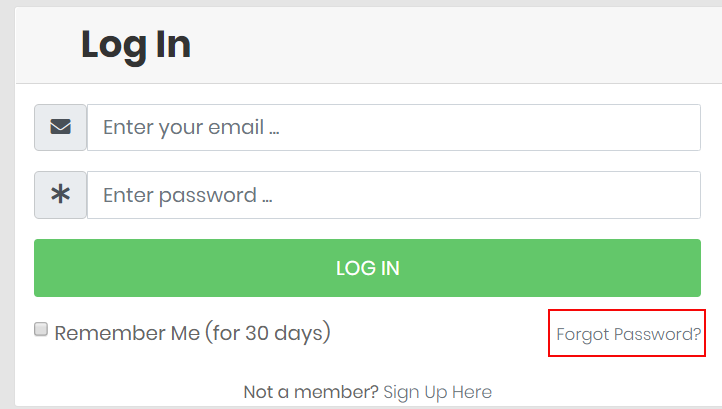 Log In
Enter your email ...
Enter password ...
LOG IN
Remember Me (for 30 days)
Forgot Password?
Not a member? Sign Up Here